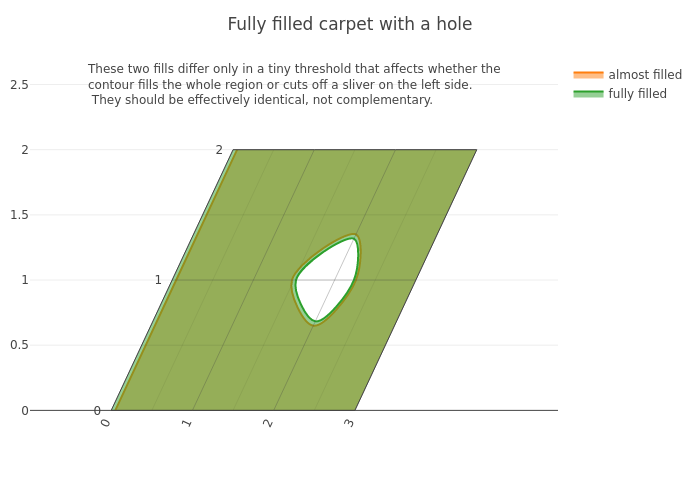 Fully filled carpet with a hole
These two fills differ only in a tiny threshold that affects whether the
contour fills the whole region or cuts off a sliver on the left side.
They should be effectively identical, not complementary.
almost filled
fully filled
2.5
2
2
1.5
1
1
0.5
0
0
0
1
2
3